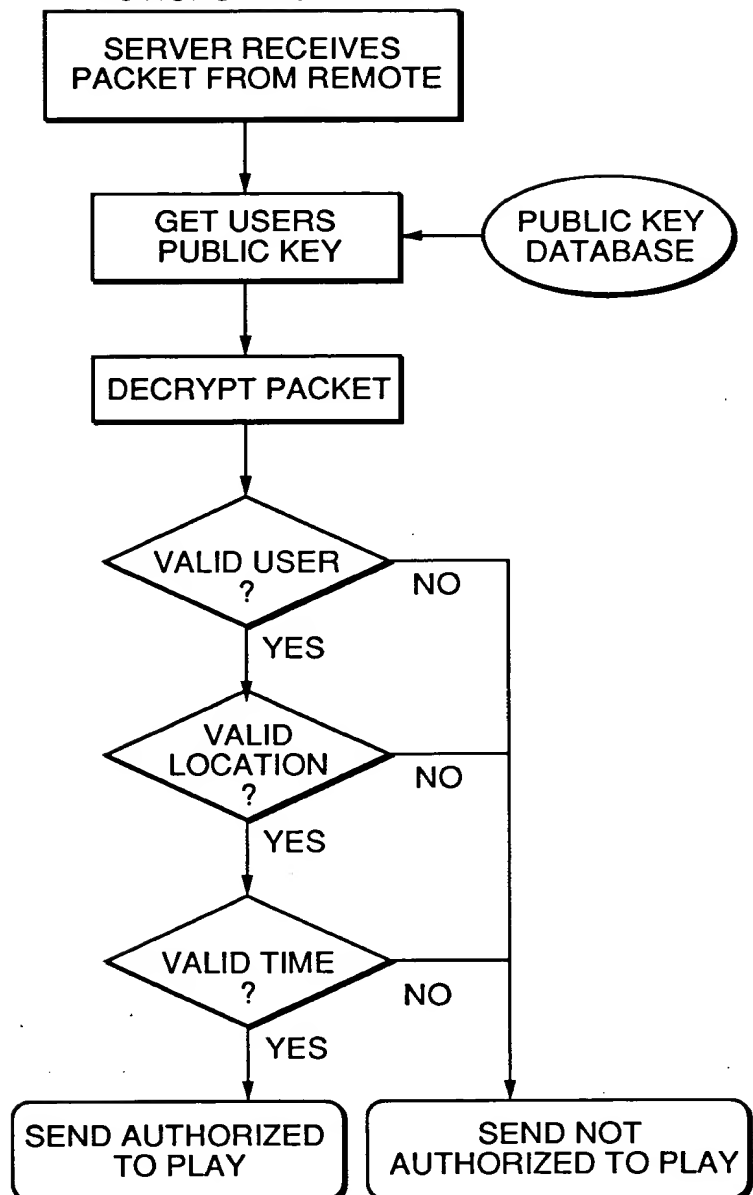 SERVER RECEIVES
PACKET FROM REMOTE
GET USERS
PUBLIC KEY
PUBLIC KEY
DATABASE
DECRYPT PACKET
VALID USER
?
NO
YES
VALID
LOCATION
?
NO
YES
VALID TIME
?
NO
YES
SEND AUTHORIZED
TO PLAY
SEND NOT
AUTHORIZED TO PLAY